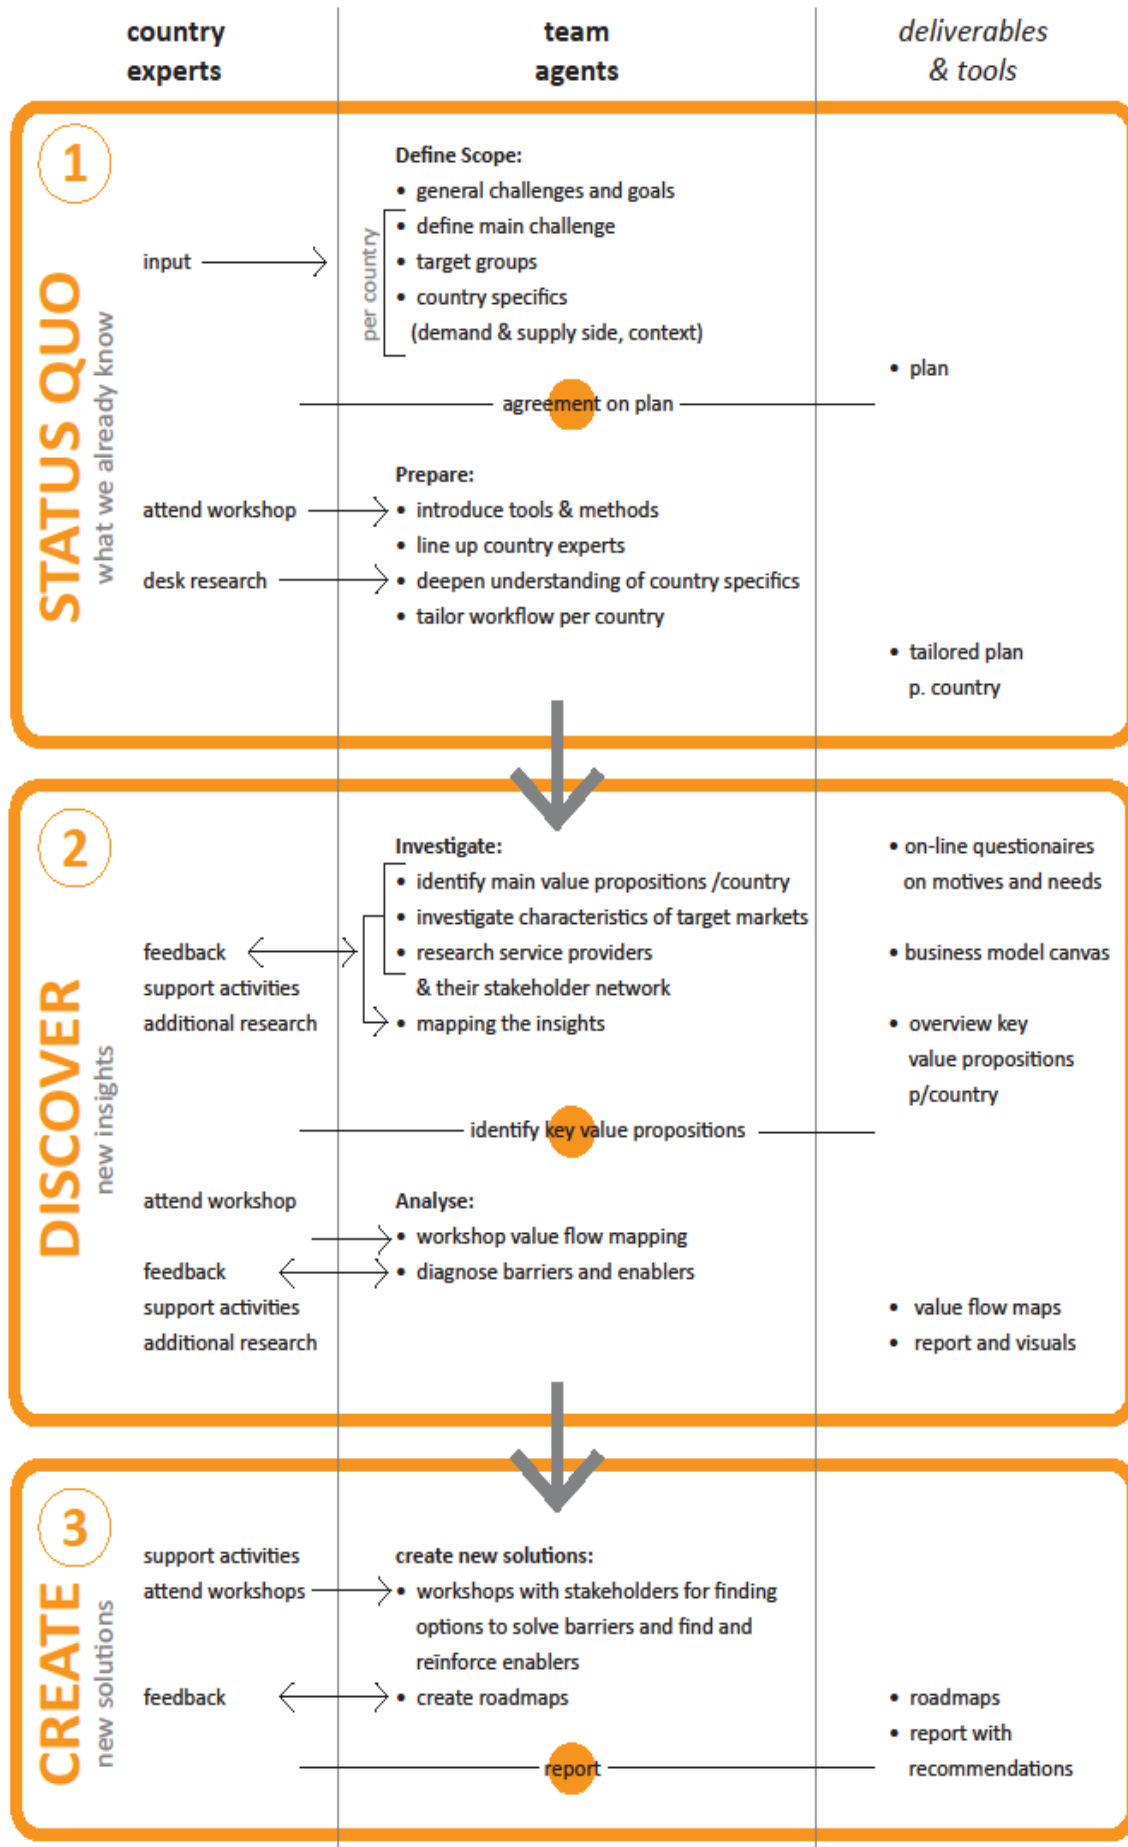 country
experts
team
agents
deliverables
& tools
1
STATUS QUO
what we already know
Define Scope:
• general challenges and goals
per country
• define main challenge
input
• target groups
• country specifics
(demand & supply side, context)
• plan
agreement on plan
Prepare:
attend workshop
• introduce tools & methods
• line up country experts
desk research
• deepen understanding of country specifics
• tailor workflow per country
• tailored plan
p. country
2
DISCOVER
new insights
Investigate:
• on-line questionaires
on motives and needs
• identify main value propositions /country
• investigate characteristics of target markets
feedback
• research service providers
• business model canvas
support activities
& their stakeholder network
additional research
• mapping the insights
• overview key
value propositions
p/country
identify key value propositions
attend workshop
Analyse:
• workshop value flow mapping
feedback
• diagnose barriers and enablers
support activities
• value flow maps
additional research
• report and visuals
3
CREATE
new solutions
support activities
create new solutions:
attend workshops
• workshops with stakeholders for finding
options to solve barriers and find and
reïnforce enablers
feedback
• create roadmaps
• roadmaps
• report with
recommendations
report